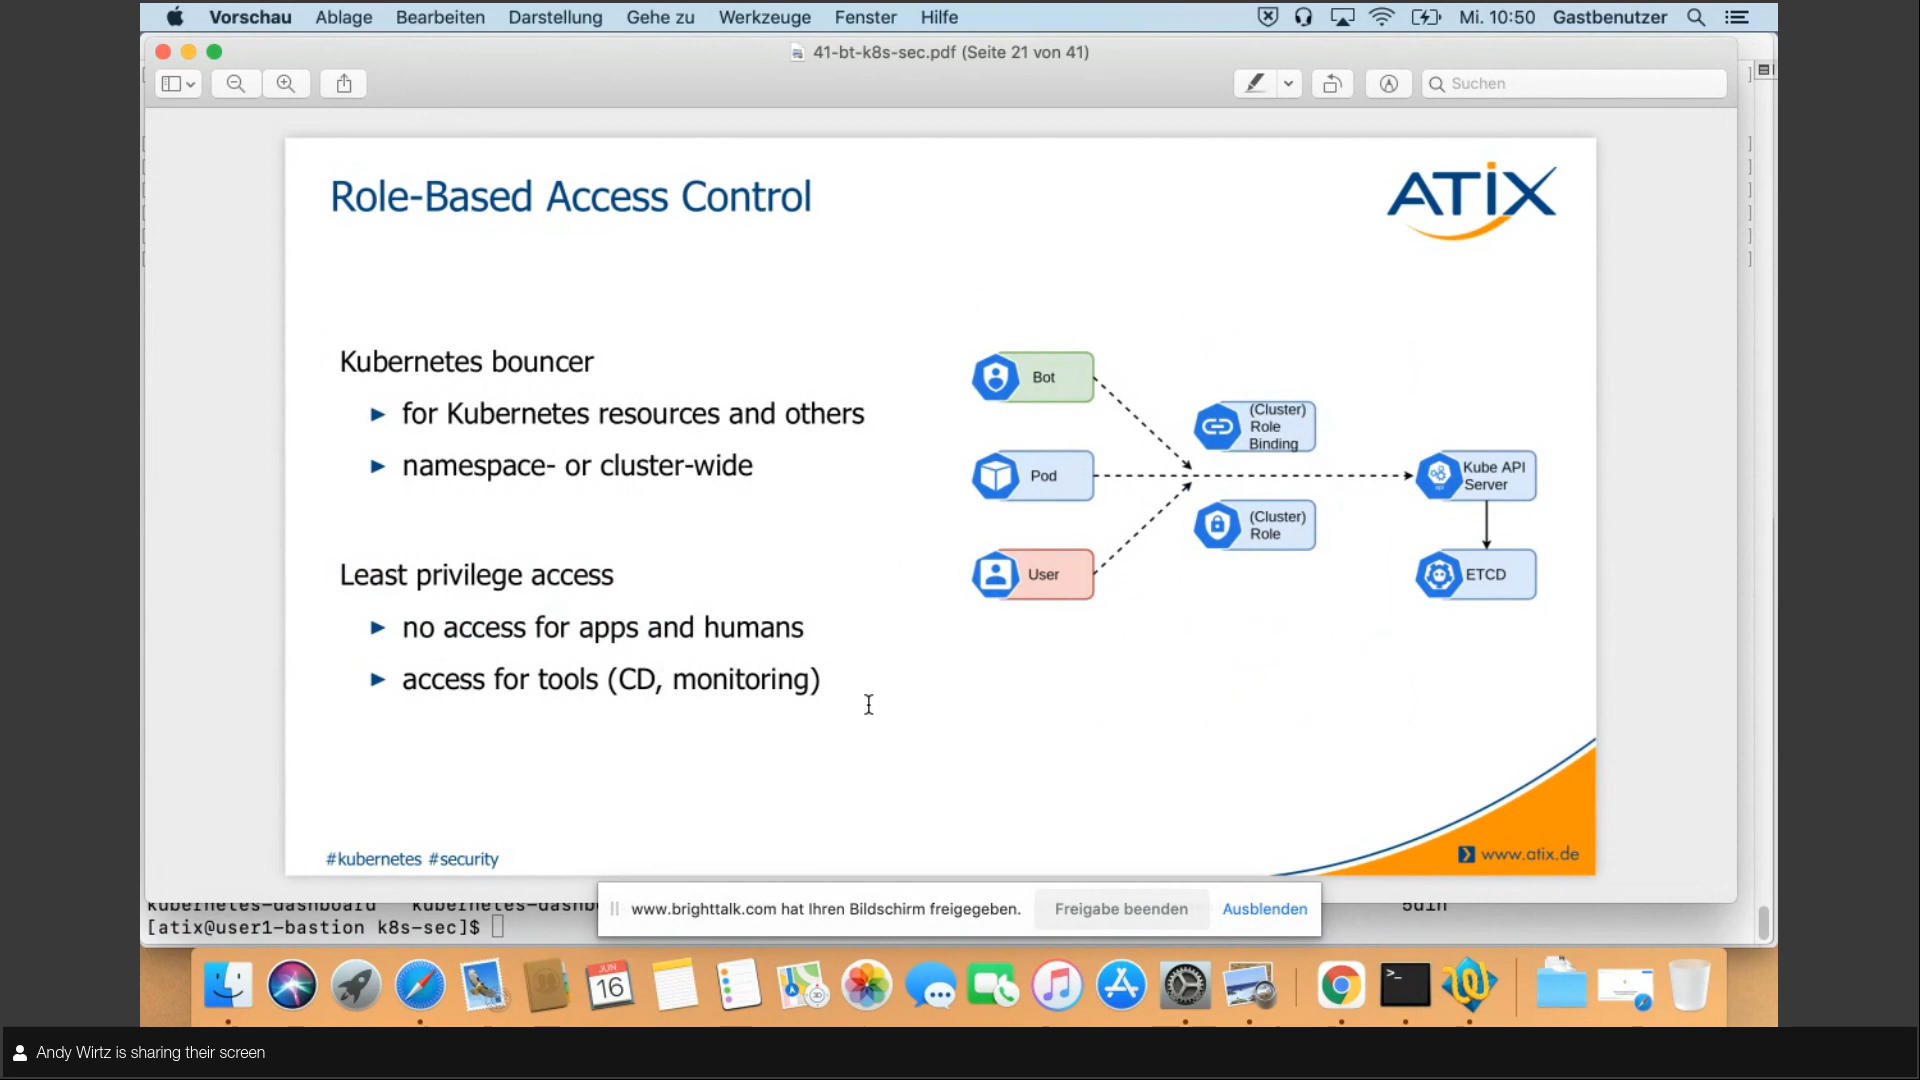 Vorschau Ablage Bearbeiten Darstellung Gehe zu Werkzeuge Fenster Hilfe Mi. 10:50 Gastbenutzer
41-bt-k8s-sec.pdf (Seite 21 von 41)
Suchen
Role-Based Access Control
ATIX
Kubernetes bouncer
for Kubernetes resources and others
namespace- or cluster-wide
Least privilege access
no access for apps and humans
access for tools (CD, monitoring)
Bot
Pod
User
(Cluster)
Role
Binding
(Cluster)
Role
Kube API
Server
ETCD
#kubernetes #security
www.atix.de
kubernetes-dashboard
5d1h
[atix@user1-bastion k8s-sec]$
www.brighttalk.com hat Ihren Bildschirm freigegeben. Freigabe beenden Ausblenden
JUN
16
Andy Wirtz is sharing their screen